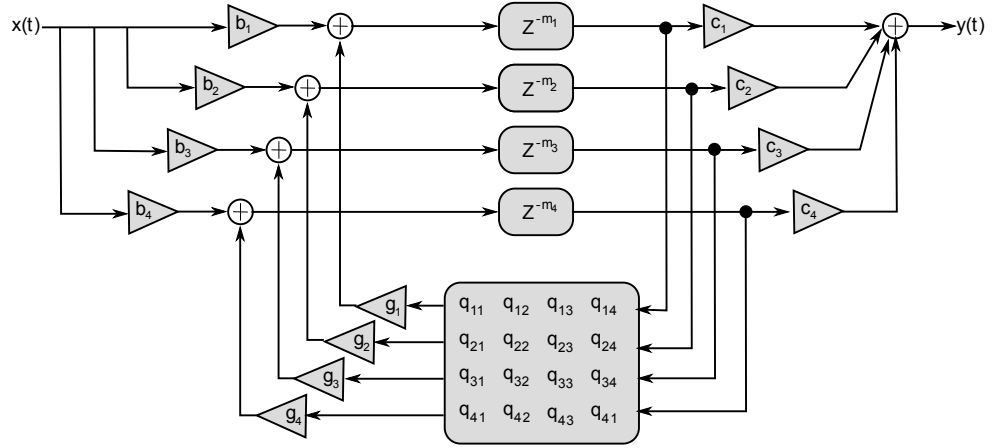 x(t) b₁ + Z⁻ᵐ₁ c₁ + y(t)
b₂ + Z⁻ᵐ₂ c₂
b₃ + Z⁻ᵐ₃ c₃
b₄ + Z⁻ᵐ₄ c₄
g₁ q₁₁ q₁₂ q₁₃ q₁₄
g₂ q₂₁ q₂₂ q₂₃ q₂₄
g₃ q₃₁ q₃₂ q₃₃ q₃₄
g₄ q₄₁ q₄₂ q₄₃ q₄₁